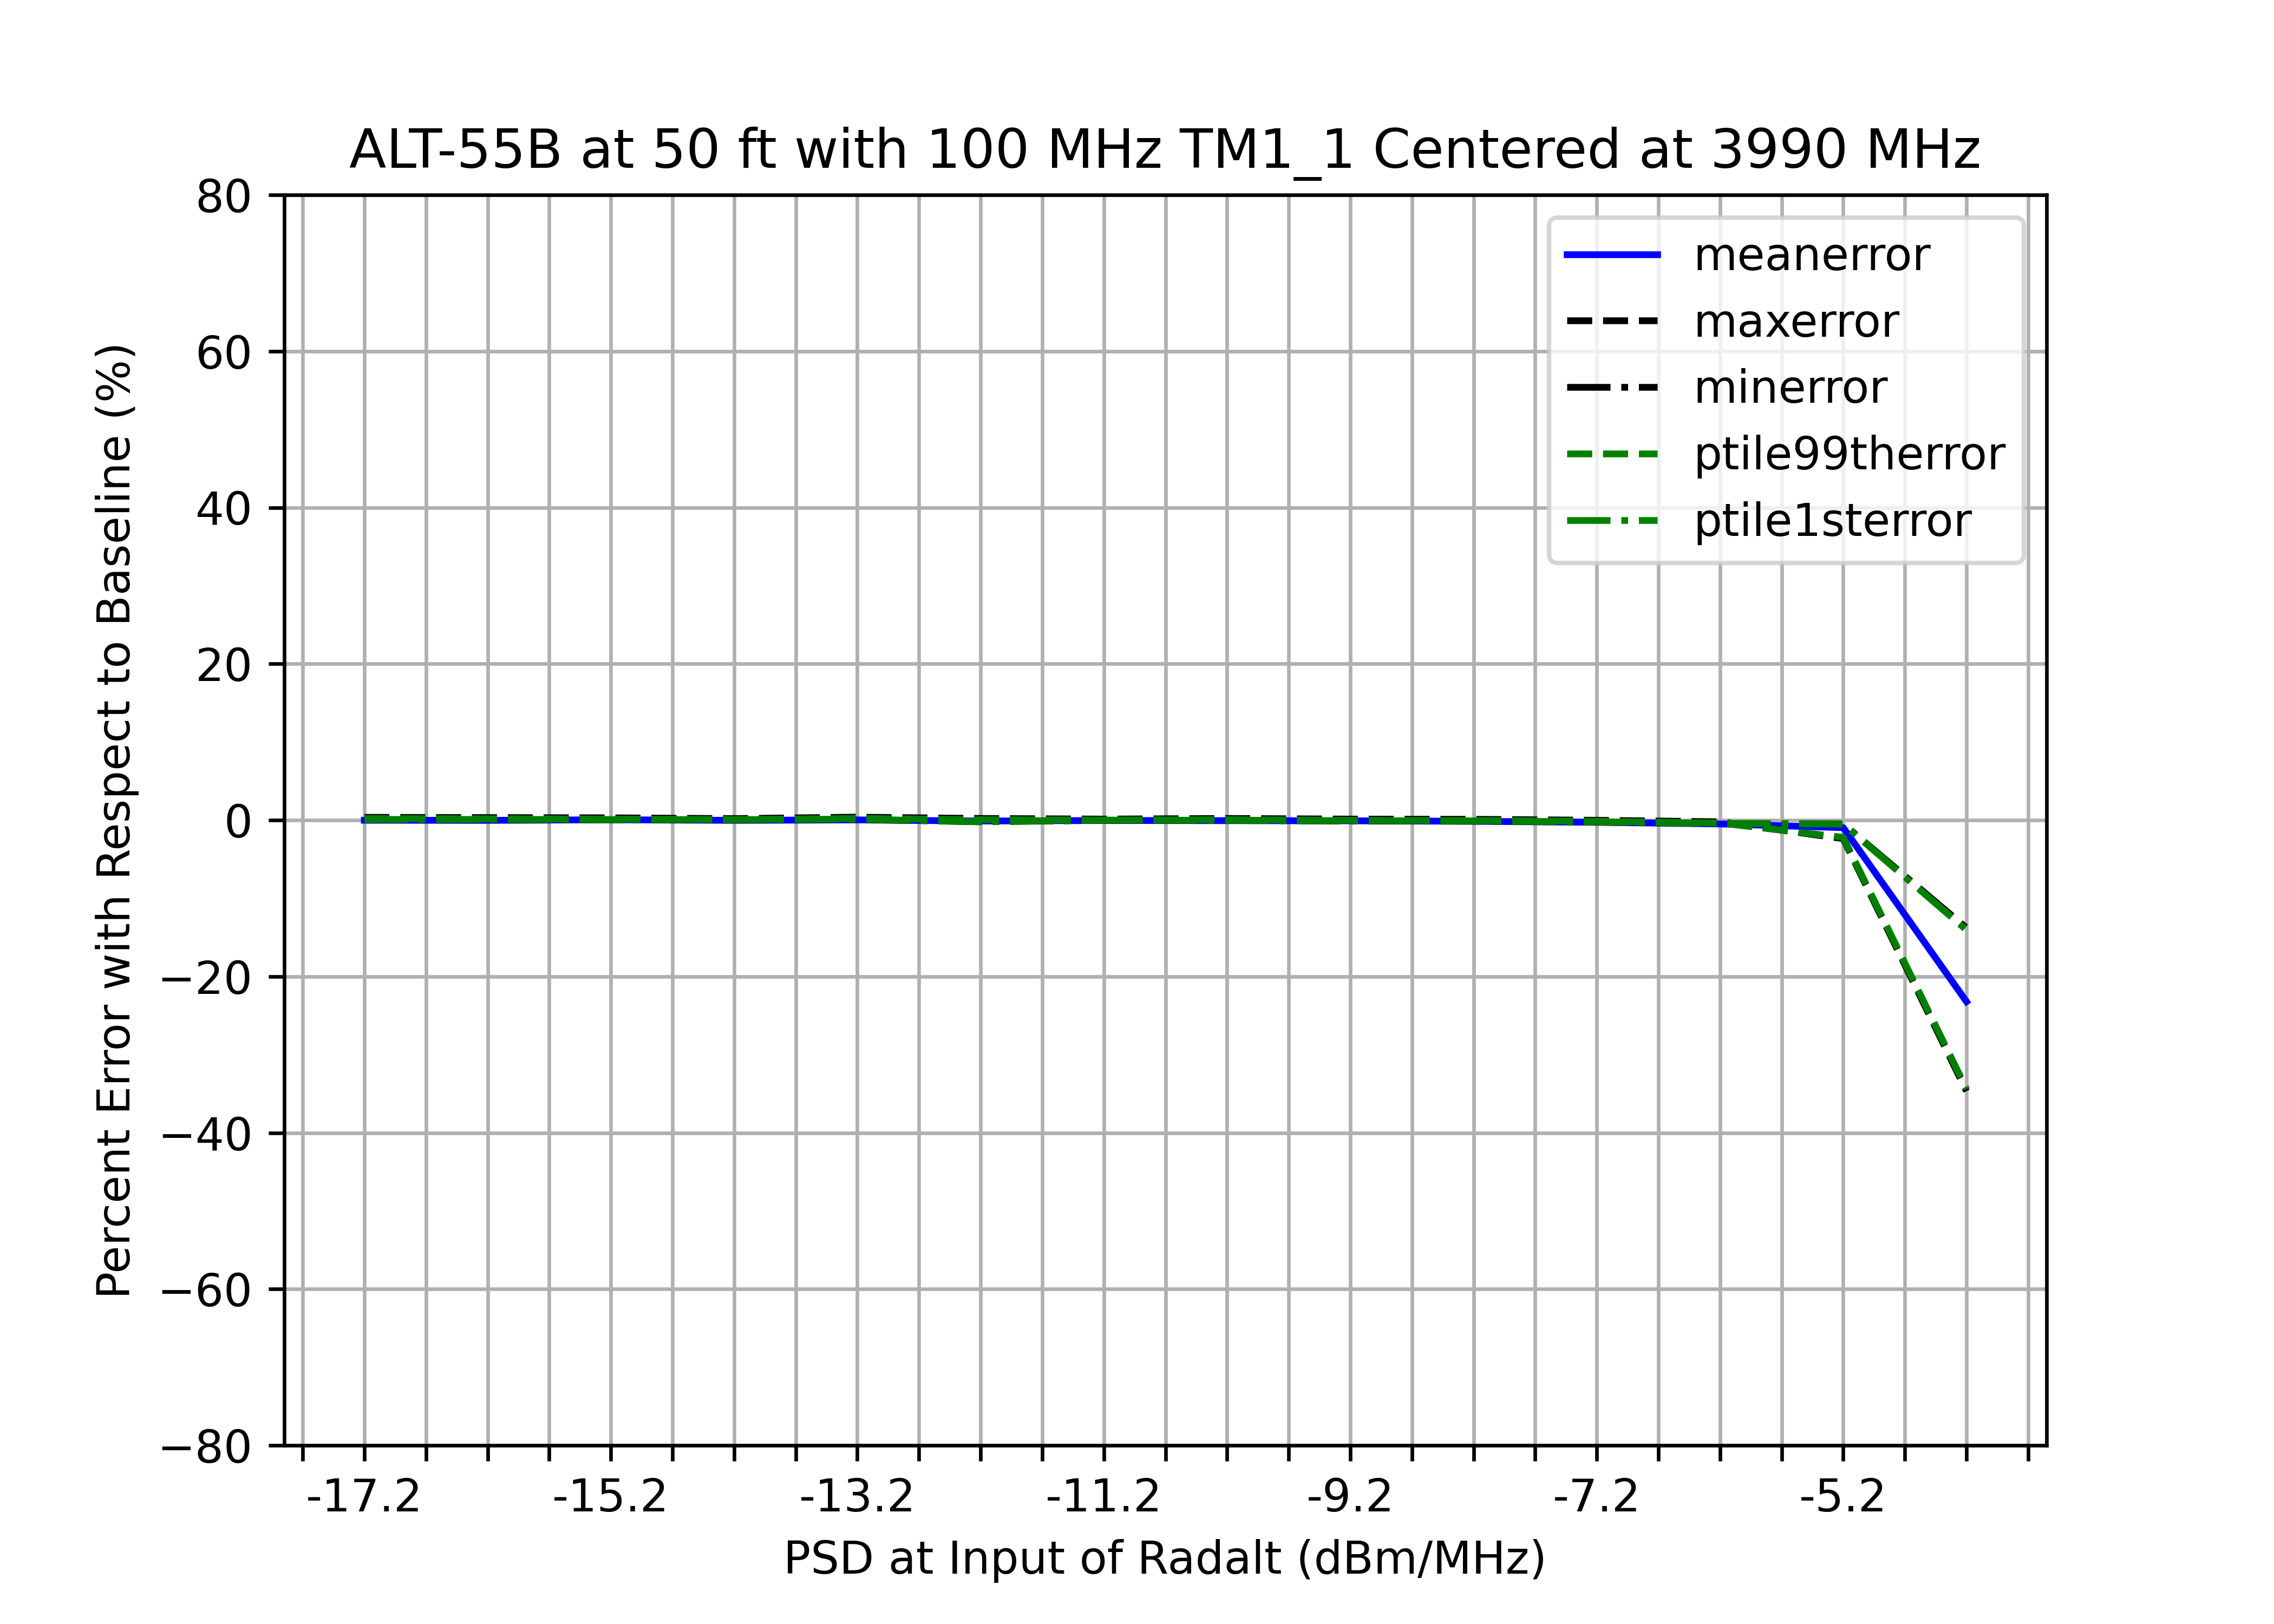 ALT-55B at 50 ft with 100 MHz TM1_1 Centered at 3990 MHz
80
60
40
20
0
−20
−40
−60
−80
Percent Error with Respect to Baseline (%)
meanerror
maxerror
minerror
ptile99therror
ptile1sterror
-17.2 -15.2 -13.2 -11.2 -9.2 -7.2 -5.2
PSD at Input of Radalt (dBm/MHz)